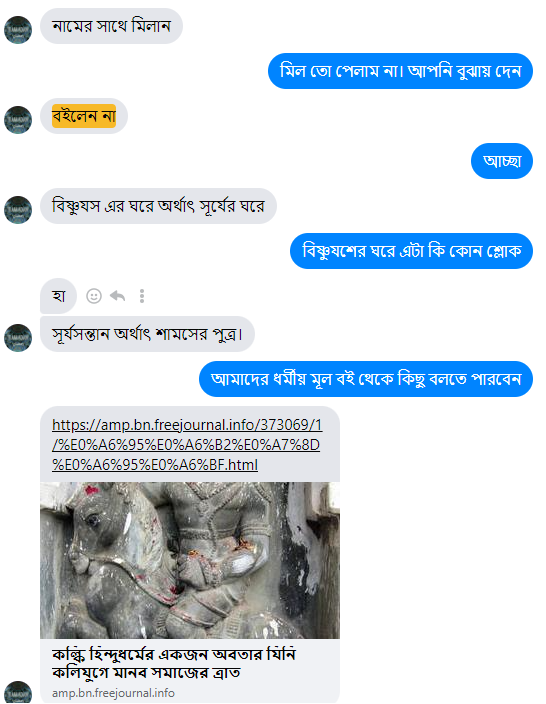 নামের সাথে মিলান
মিল তো পেলাম না। আপনি বুঝায় দেন
বইলেন না
আচ্ছা
বিষ্ণুযস এর ঘরে অর্থাৎ সূর্যের ঘরে
বিষ্ণুযশের ঘরে এটা কি কোন শ্লোক
হা
সূর্যসন্তান অর্থাৎ শামসের পুত্র।
আমাদের ধর্মীয় মূল বই থেকে কিছু বলতে পারবেন
https://amp.bn.freejournal.info/373069/1
/%E0%A6%95%E0%A6%B2%E0%A7%8D
%E0%A6%95%E0%A6%BF.html
কল্কি হিন্দুধর্মের একজন অবতার যিনি
কলিযুগে মানব সমাজের ত্রাত
amp.bn.freejournal.info